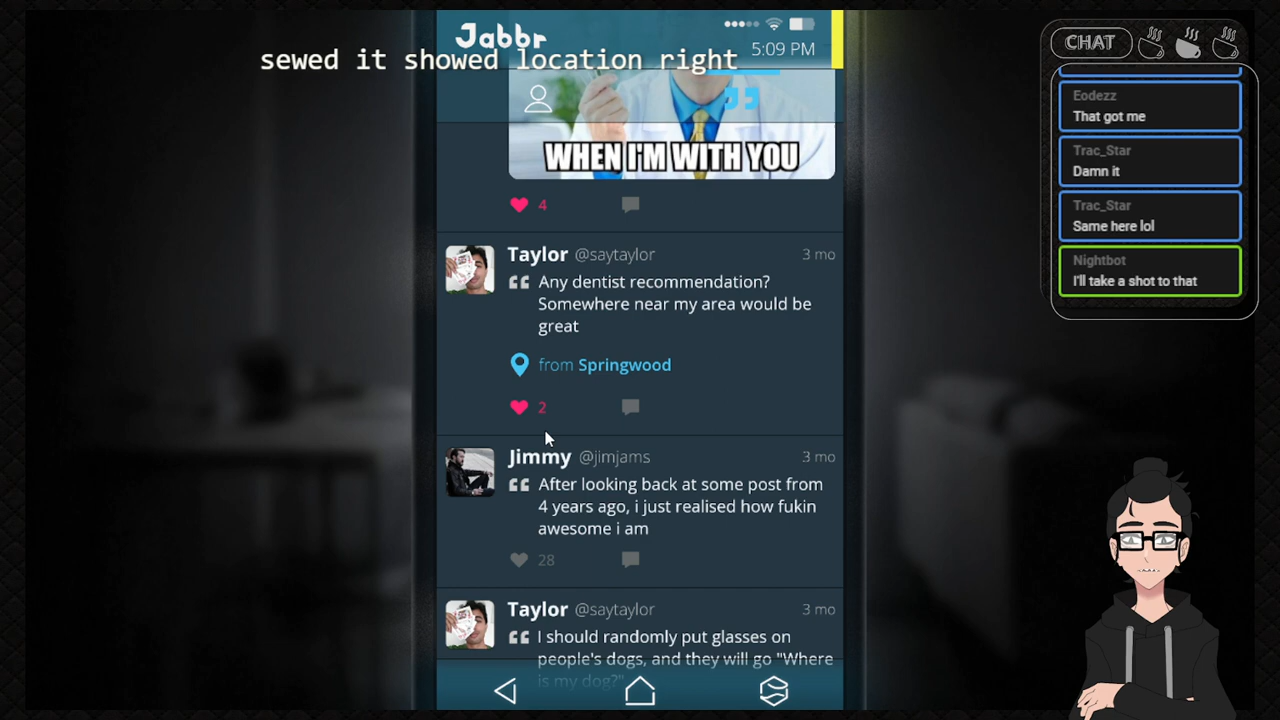 Jabbr
5:09 PM
sewed it showed location right
WHEN I'M WITH YOU
4
Taylor @saytaylor 3 mo
Any dentist recommendation?
Somewhere near my area would be
great
from Springwood
2
Jimmy @jimjams 3 mo
After looking back at some post from
4 years ago, i just realised how fukin
awesome i am
28
Taylor @saytaylor 3 mo
I should randomly put glasses on
people's dogs, and they will go "Where
is my dog?"
CHAT
Eodezz
That got me
Trac_Star
Damn it
Trac_Star
Same here lol
Nightbot
I'll take a shot to that